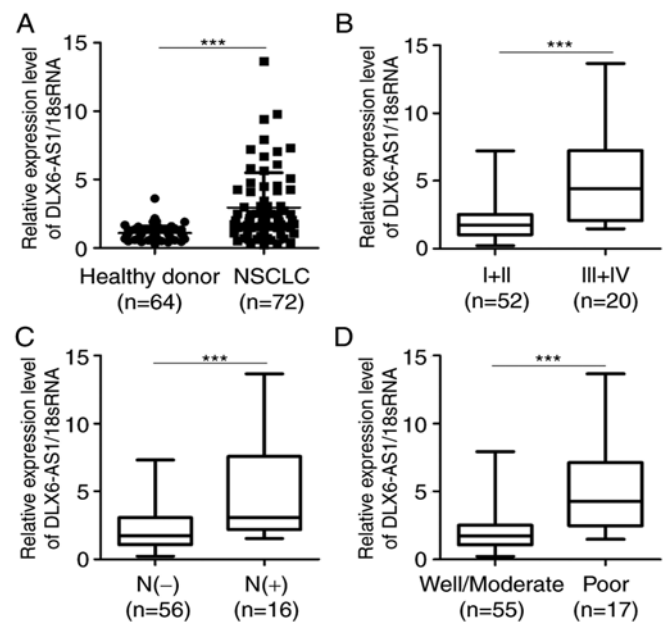 A
Relative expression level
of DLX6-AS1/18sRNA
15
10
5
0
***
Healthy donor
(n=64)
NSCLC
(n=72)
B
Relative expression level
of DLX6-AS1/18sRNA
15
10
5
0
***
I+II
(n=52)
III+IV
(n=20)
C
Relative expression level
of DLX6-AS1/18sRNA
15
10
5
0
***
N(−)
(n=56)
N(+)
(n=16)
D
Relative expression level
of DLX6-AS1/18sRNA
15
10
5
0
***
Well/Moderate
(n=55)
Poor
(n=17)